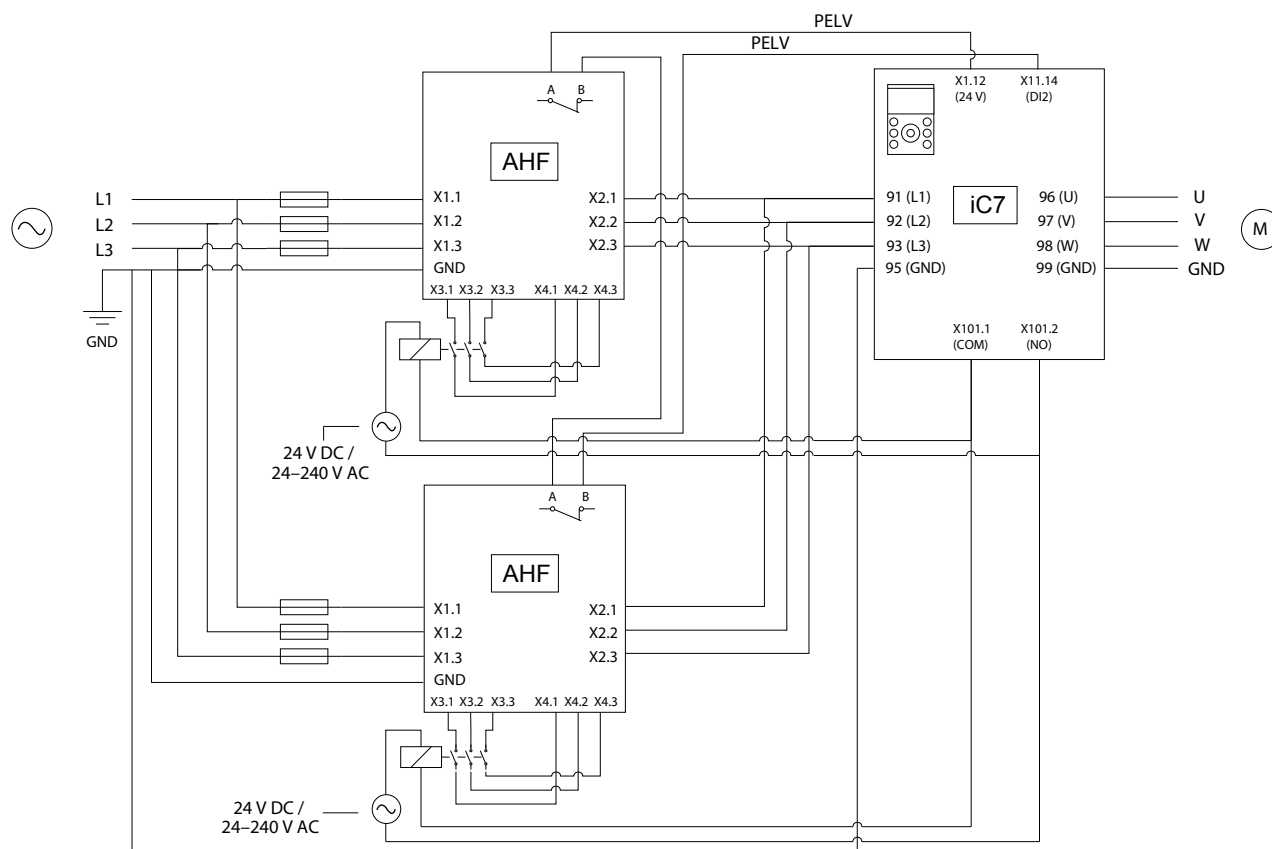 PELV
PELV
X1.12 X11.14
(24 V) (DI2)
A B
AHF
iC7
L1
L2
L3
X1.1 X2.1
X1.2 X2.2
X1.3 X2.3
GND
X3.1 X3.2 X3.3 X4.1 X4.2 X4.3
91 (L1) 96 (U)
92 (L2) 97 (V)
93 (L3) 98 (W)
95 (GND) 99 (GND)
U
V
W
GND
M
GND
X101.1 X101.2
(COM) (NO)
24 V DC /
24–240 V AC
A B
AHF
X1.1 X2.1
X1.2 X2.2
X1.3 X2.3
GND
X3.1 X3.2 X3.3 X4.1 X4.2 X4.3
24 V DC /
24–240 V AC